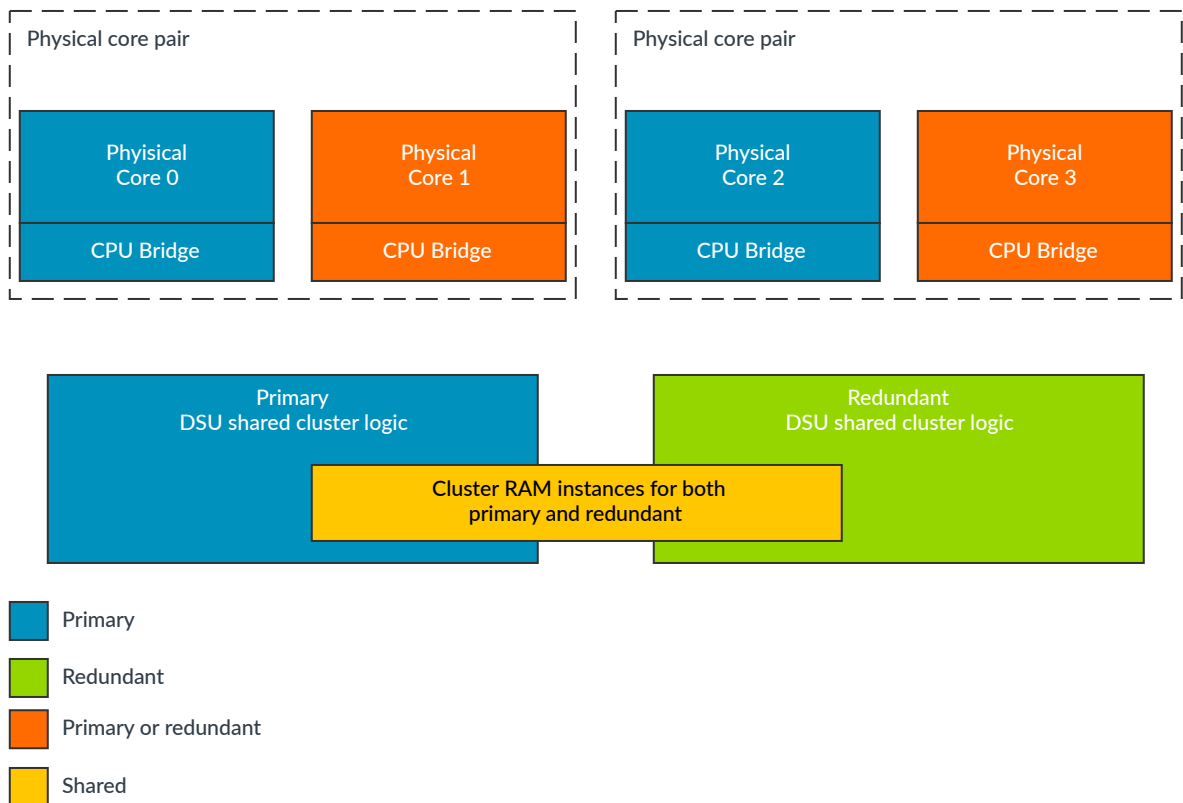 Physical core pair
Physical core pair
Phyisical
Core 0
Physical
Core 1
Physical
Core 2
Physical
Core 3
CPU Bridge
CPU Bridge
CPU Bridge
CPU Bridge
Primary
DSU shared cluster logic
Redundant
DSU shared cluster logic
Cluster RAM instances for both
primary and redundant
Primary
Redundant
Primary or redundant
Shared